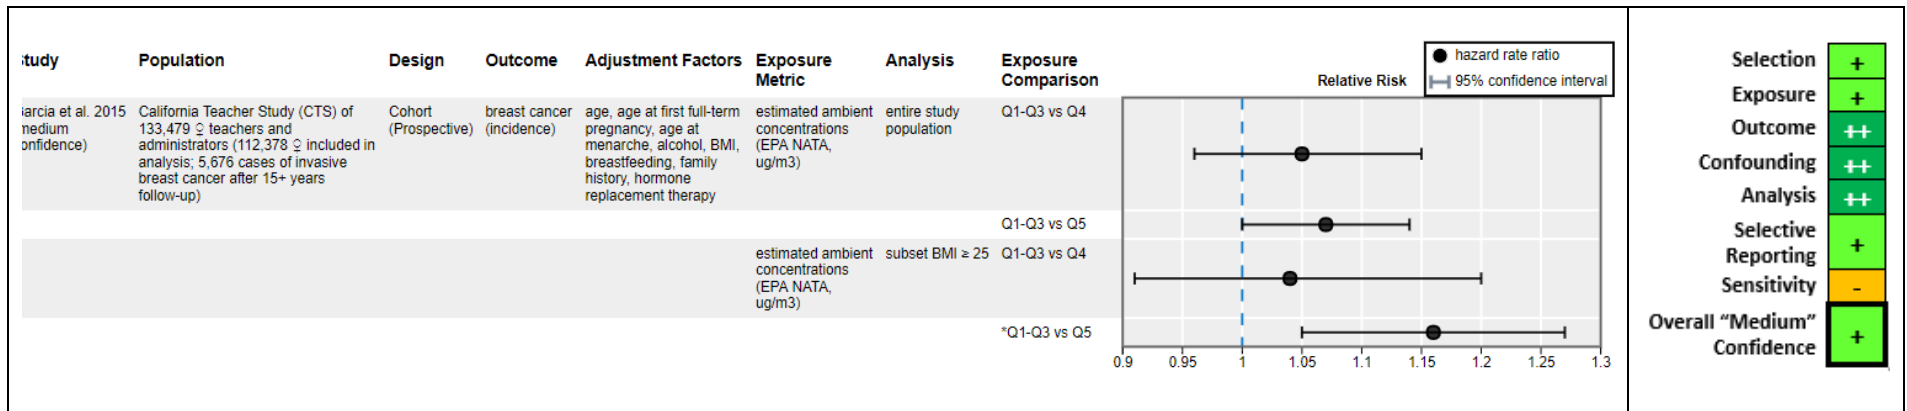 hazard rate ratio
95% confidence interval
tudy Population Design Outcome Adjustment Factors Exposure Metric Analysis Exposure Comparison Relative Risk
arcia et al. 2015
medium
onfidence)
California Teacher Study (CTS) of
133,479 ♀ teachers and
administrators (112,378 ♀ included in
analysis; 5,676 cases of invasive
breast cancer after 15+ years
follow-up)
Cohort
(Prospective)
breast cancer
(incidence)
age, age at first full-term
pregnancy, age at
menarche, alcohol, BMI,
breastfeeding, family
history, hormone
replacement therapy
estimated ambient
concentrations
(EPA NATA,
ug/m3)
entire study
population
Q1-Q3 vs Q4
Q1-Q3 vs Q5
estimated ambient
concentrations
(EPA NATA,
ug/m3)
subset BMI ≥ 25
Q1-Q3 vs Q4
*Q1-Q3 vs Q5
0.9 0.95 1 1.05 1.1 1.15 1.2 1.25 1.3
Selection +
Exposure +
Outcome ++
Confounding ++
Analysis ++
Selective
Reporting +
Sensitivity -
Overall “Medium”
Confidence +